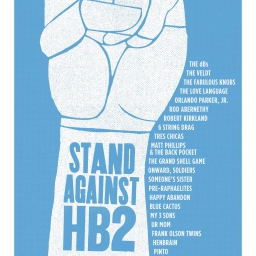 THE dBs
THE VELDT
THE FABULOUS KNOBS
THE LOVE LANGUAGE
ORLANDO PARKER, JR.
ROD ABERNETHY
ROBERT KIRKLAND
6 STRING DRAG
TRES CHICAS
MATT PHILLIPS
& THE BACK POCKET
THE GRAND SHELL GAME
ONWARD, SOLDIERS
SOMEONE'S SISTER
PRE-RAPHAELITES
HAPPY ABANDON
BLUE CACTUS
MY 3 SONS
UR MOM
FRANK OLSON TWINS
HENBRAIN
PINTO
STAND
AGAINST
HB2